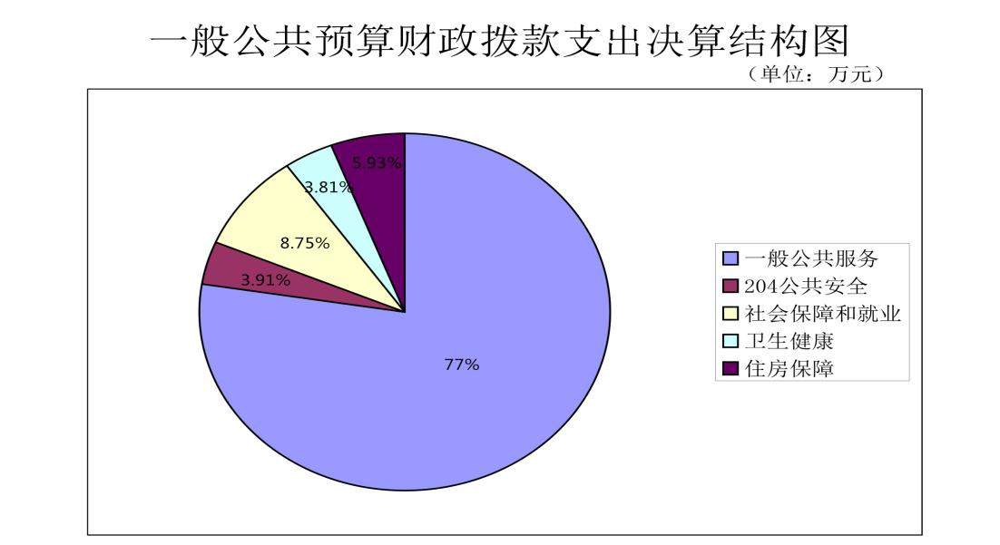 一般公共预算财政拨款支出决算结构图
（单位：万元）
5.93%
3.81%
8.75%
3.91%
77%
一般公共服务
204公共安全
社会保障和就业
卫生健康
住房保障